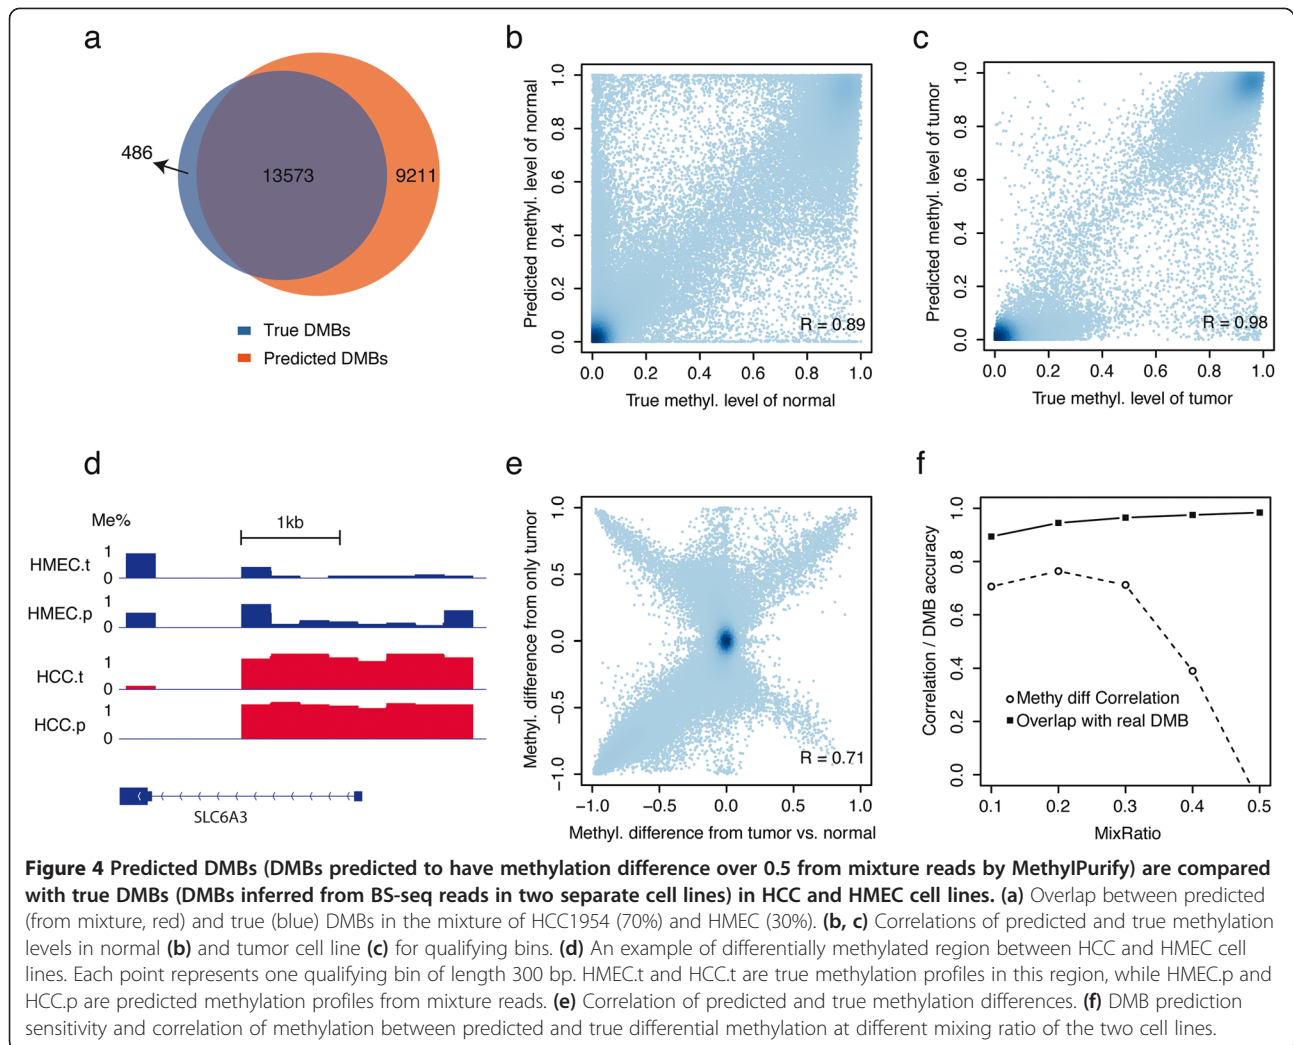 a
486
13573
9211
True DMBs
Predicted DMBs
b
Predicted methyl. level of normal
1.0
0.8
0.6
0.4
0.2
0.0
R = 0.89
0.0 0.2 0.4 0.6 0.8 1.0
True methyl. level of normal
c
Predicted methyl. level of tumor
1.0
0.8
0.6
0.4
0.2
0.0
R = 0.98
0.0 0.2 0.4 0.6 0.8 1.0
True methyl. level of tumor
d
Me%
1kb
HMEC.t
1
0
HMEC.p
1
0
HCC.t
1
0
HCC.p
1
0
SLC6A3
e
Methyl. difference from only tumor
1.0
0.5
0.0
−0.5
−1.0
R = 0.71
−1.0 −0.5 0.0 0.5 1.0
Methyl. difference from tumor vs. normal
f
Correlation / DMB accuracy
1.0
0.8
0.6
0.4
0.2
0.0
Methy diff Correlation
Overlap with real DMB
0.1 0.2 0.3 0.4 0.5
MixRatio
Figure 4 Predicted DMBs (DMBs predicted to have methylation difference over 0.5 from mixture reads by MethylPurify) are compared
with true DMBs (DMBs inferred from BS-seq reads in two separate cell lines) in HCC and HMEC cell lines. (a) Overlap between predicted
(from mixture, red) and true (blue) DMBs in the mixture of HCC1954 (70%) and HMEC (30%). (b, c) Correlations of predicted and true methylation
levels in normal (b) and tumor cell line (c) for qualifying bins. (d) An example of differentially methylated region between HCC and HMEC cell
lines. Each point represents one qualifying bin of length 300 bp. HMEC.t and HCC.t are true methylation profiles in this region, while HMEC.p and
HCC.p are predicted methylation profiles from mixture reads. (e) Correlation of predicted and true methylation differences. (f) DMB prediction
sensitivity and correlation of methylation between predicted and true differential methylation at different mixing ratio of the two cell lines.